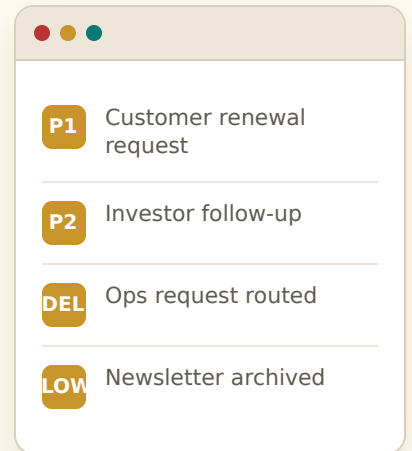 P1
Customer renewal
request
P2
Investor follow-up
DEL
Ops request routed
LOW
Newsletter archived